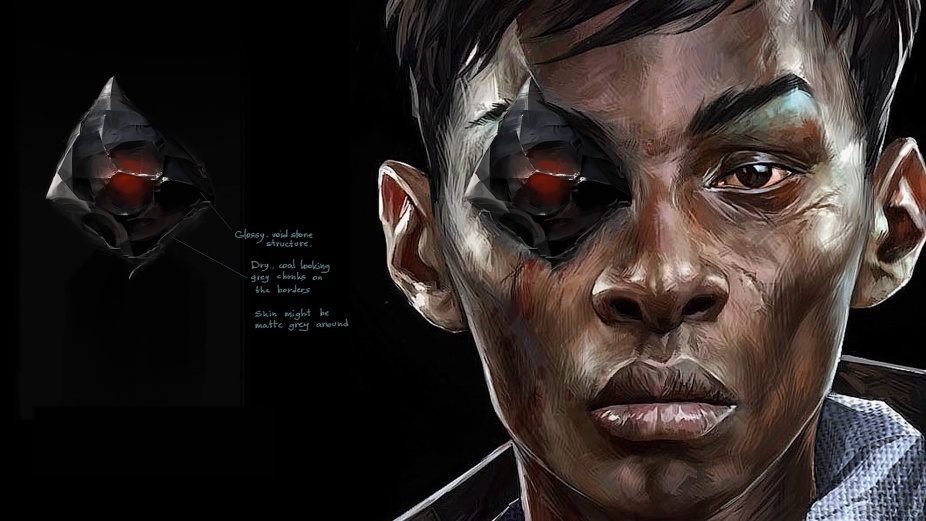 Glossy, void stone
structure.
Dry, coal looking
grey chunks on
the borders
Skin might be
matte grey around